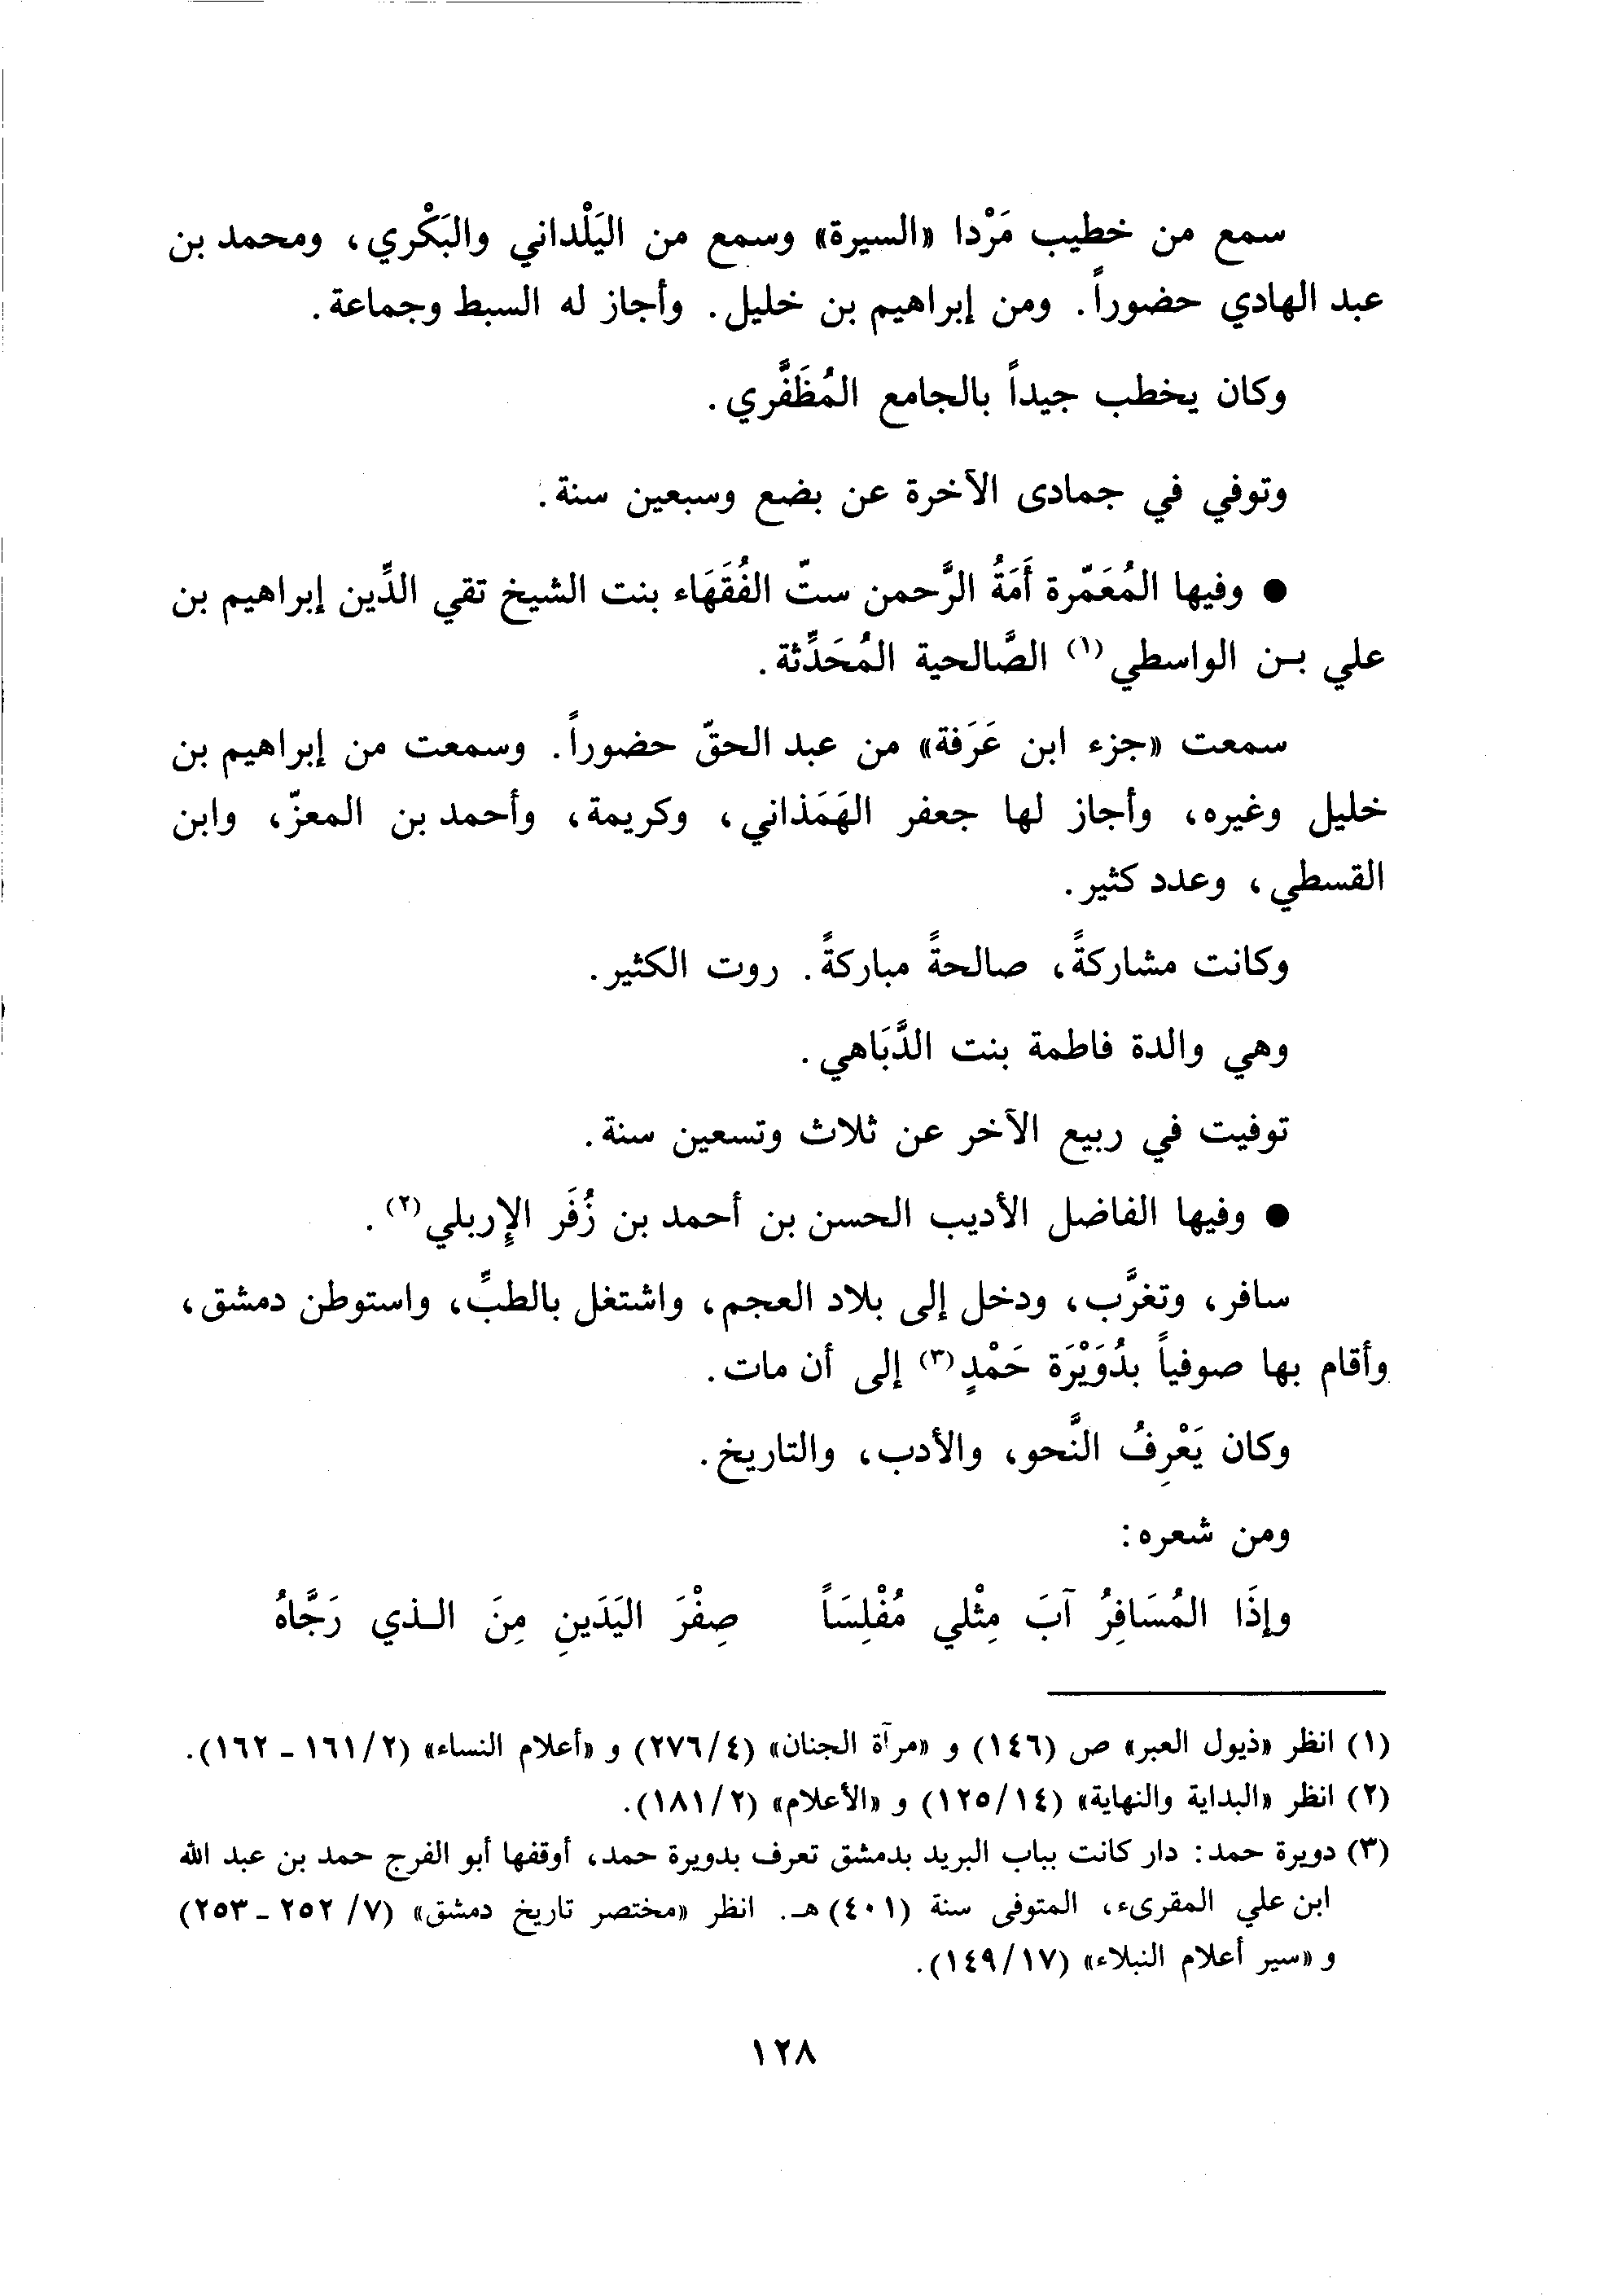 سمع من خطيب مَرْدا «السيرة» وسمع من اليَلْداني والبَكْري، ومحمد بن
عبد الهادي حضوراً. ومن إبراهيم بن خليل. وأجاز له السبط وجماعة.
وكان يخطب جيداً بالجامع المُظَفَّري.
وتوفي في جمادى الآخرة عن بضع وسبعين سنة.
● وفيها المُعَمّرة أَمَةُ الرَّحمن ستّ الفُقَهَاء بنت الشيخ تقي الدِّين إبراهيم بن
علي بـن الواسطي(١) الصَّالحية المُحَدِّثة.
سمعت «جزء ابن عَرَفة» من عبد الحقّ حضوراً. وسمعت من إبراهيم بن
خليل وغيره، وأجاز لها جعفر الهَمَذاني، وكريمة، وأحمد بن المعزّ، وابن
القسطي، وعدد كثير.
وكانت مشاركةً، صالحةً مباركةً. روت الكثير.
وهي والدة فاطمة بنت الدَّبَاهي.
توفيت في ربيع الآخر عن ثلاث وتسعين سنة.
● وفيها الفاضل الأديب الحسن بن أحمد بن زُفَر الإِربلي(٢).
سافر، وتغرَّب، ودخل إلى بلاد العجم، واشتغل بالطبِّ، واستوطن دمشق،
وأقام بها صوفياً بدُوَيْرَة حَمْدٍ(٣) إلى أن مات.
وكان يَعْرِفُ النَّحو، والأدب، والتاريخ.
ومن شعره:
وإذَا المُسَافِرُ آبَ مِثْلي مُفْلِسَاً صِفْرَ اليَدَينِ مِنَ الـذي رَجَّاهُ
(١) انظر «ذيول العبر» ص (١٤٦) و «مرآة الجنان» (٢٧٦/٤) و «أعلام النساء» (١٦١/٢ ـ ١٦٢).
(٢) انظر «البداية والنهاية» (١٢٥/١٤) و «الأعلام» (١٨١/٢).
(٣) دويرة حمد: دار كانت بباب البريد بدمشق تعرف بدويرة حمد، أوقفها أبو الفرج حمد بن عبد الله
ابن علي المقرىء، المتوفى سنة (٤٠١) هـ. انظر «مختصر تاريخ دمشق» (٧/ ٢٥٢ ـ ٢٥٣)
و «سير أعلام النبلاء» (١٤٩/١٧).
١٢٨